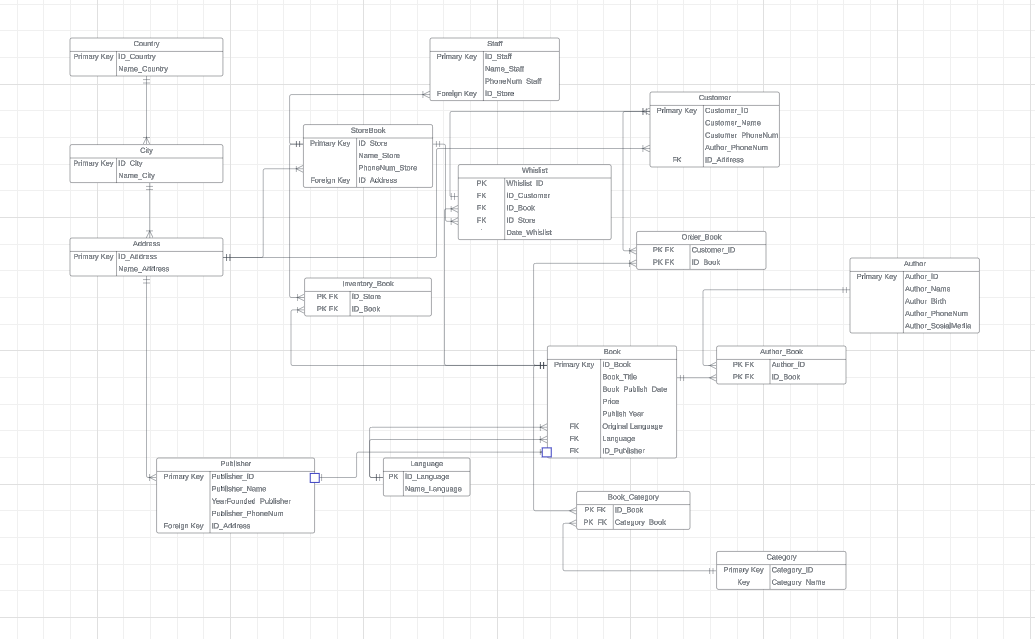 Country
Primary Key ID_Country
Name_Country
Staff
Primary Key ID_Staff
Name_Staff
PhoneNum_Staff
Foreign Key ID_Store
Customer
Primary Key Customer_ID
Customer_Name
Customer_PhoneNum
Author_PhoneNum
FK ID_Address
StoreBook
Primary Key ID_Store
Name_Store
PhoneNum_Store
Foreign Key ID_Address
City
Primary Key ID_City
Name_City
Whislist
PK Whislist_ID
FK ID_Customer
FK ID_Book
FK ID_Store
Date_Whislist
Order_Book
PK FK Customer_ID
PK FK ID_Book
Address
Primary Key ID_Address
Name_Address
Author
Primary Key Author_ID
Author_Name
Author_Birth
Author_PhoneNum
Author_SosialMedia
Inventory_Book
PK FK ID_Store
PK FK ID_Book
Book
Primary Key ID_Book
Book_Title
Book_Publish_Date
Price
Publish Year
FK Original Language
FK Language
FK ID_Publisher
Author_Book
PK FK Author_ID
PK FK ID_Book
Publisher
Primary Key Publisher_ID
Publisher_Name
YearFounded_Publisher
Publisher_PhoneNum
Foreign Key ID_Address
Language
PK ID_Language
Name_Language
Book_Category
PK FK ID_Book
PK FK Category_Book
Category
Primary Key Category_ID
Key Category_Name